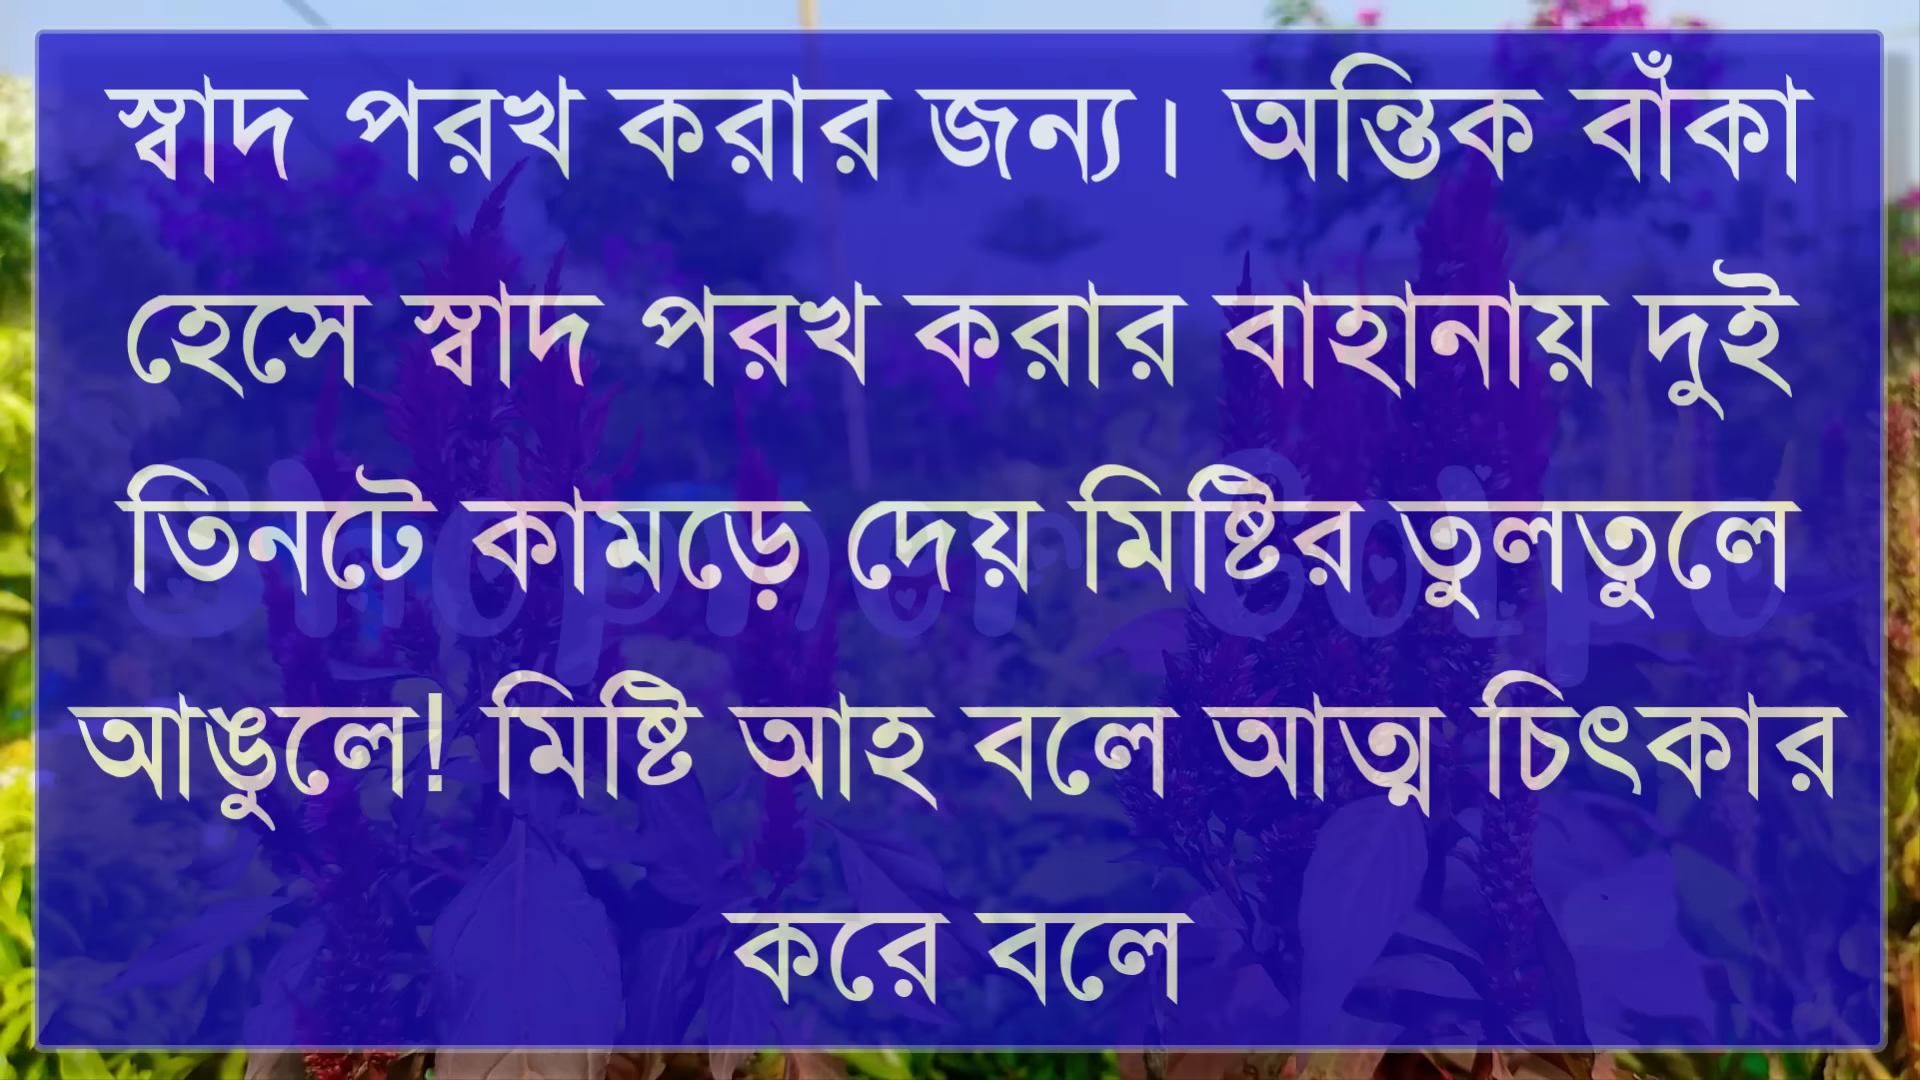 স্বাদ পরখ করার জন্য। অন্তিক বাঁকা
হেসে স্বাদ পরখ করার বাহানায় দুই
তিনটে কামড়ে দেয় মিষ্টির তুলতুলে
আঙুলে! মিষ্টি আহ বলে আত্ম চিৎকার
করে বলে